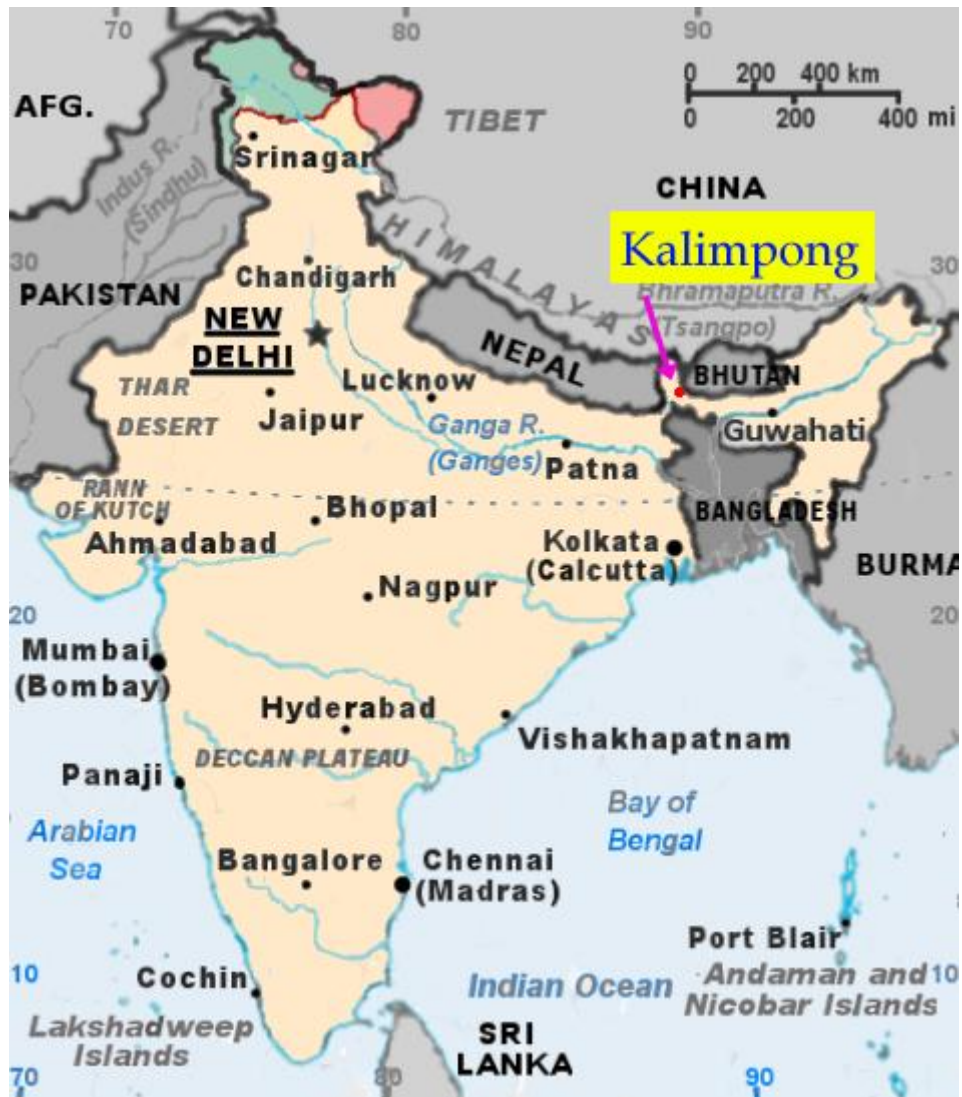 70
80
90
0 200 400 km
0 200 400 mi
AFG.
TIBET
Srinagar
Indus R.
(Sindhu)
CHINA
Kalimpong
HIMALAYAS
30
Chandigarh
30
PAKISTAN
Bhramaputra R.
(Tsangpo)
NEW
DELHI
NEPAL
BHUTAN
THAR
DESERT
Lucknow
Jaipur
Ganga R.
(Ganges)
Guwahati
Patna
RANN
OF KUTCH
Bhopal
BANGLADESH
Ahmadabad
Kolkata
(Calcutta)
BURMA
Nagpur
20
20
Mumbai
(Bombay)
Hyderabad
Vishakhapatnam
DECCAN PLATEAU
Panaji
Bay of
Bengal
Arabian
Sea
Bangalore
Chennai
(Madras)
Port Blair
Cochin
10
Indian Ocean
Andaman and
Nicobar Islands
10
Lakshadweep
Islands
SRI
LANKA
70
80
90